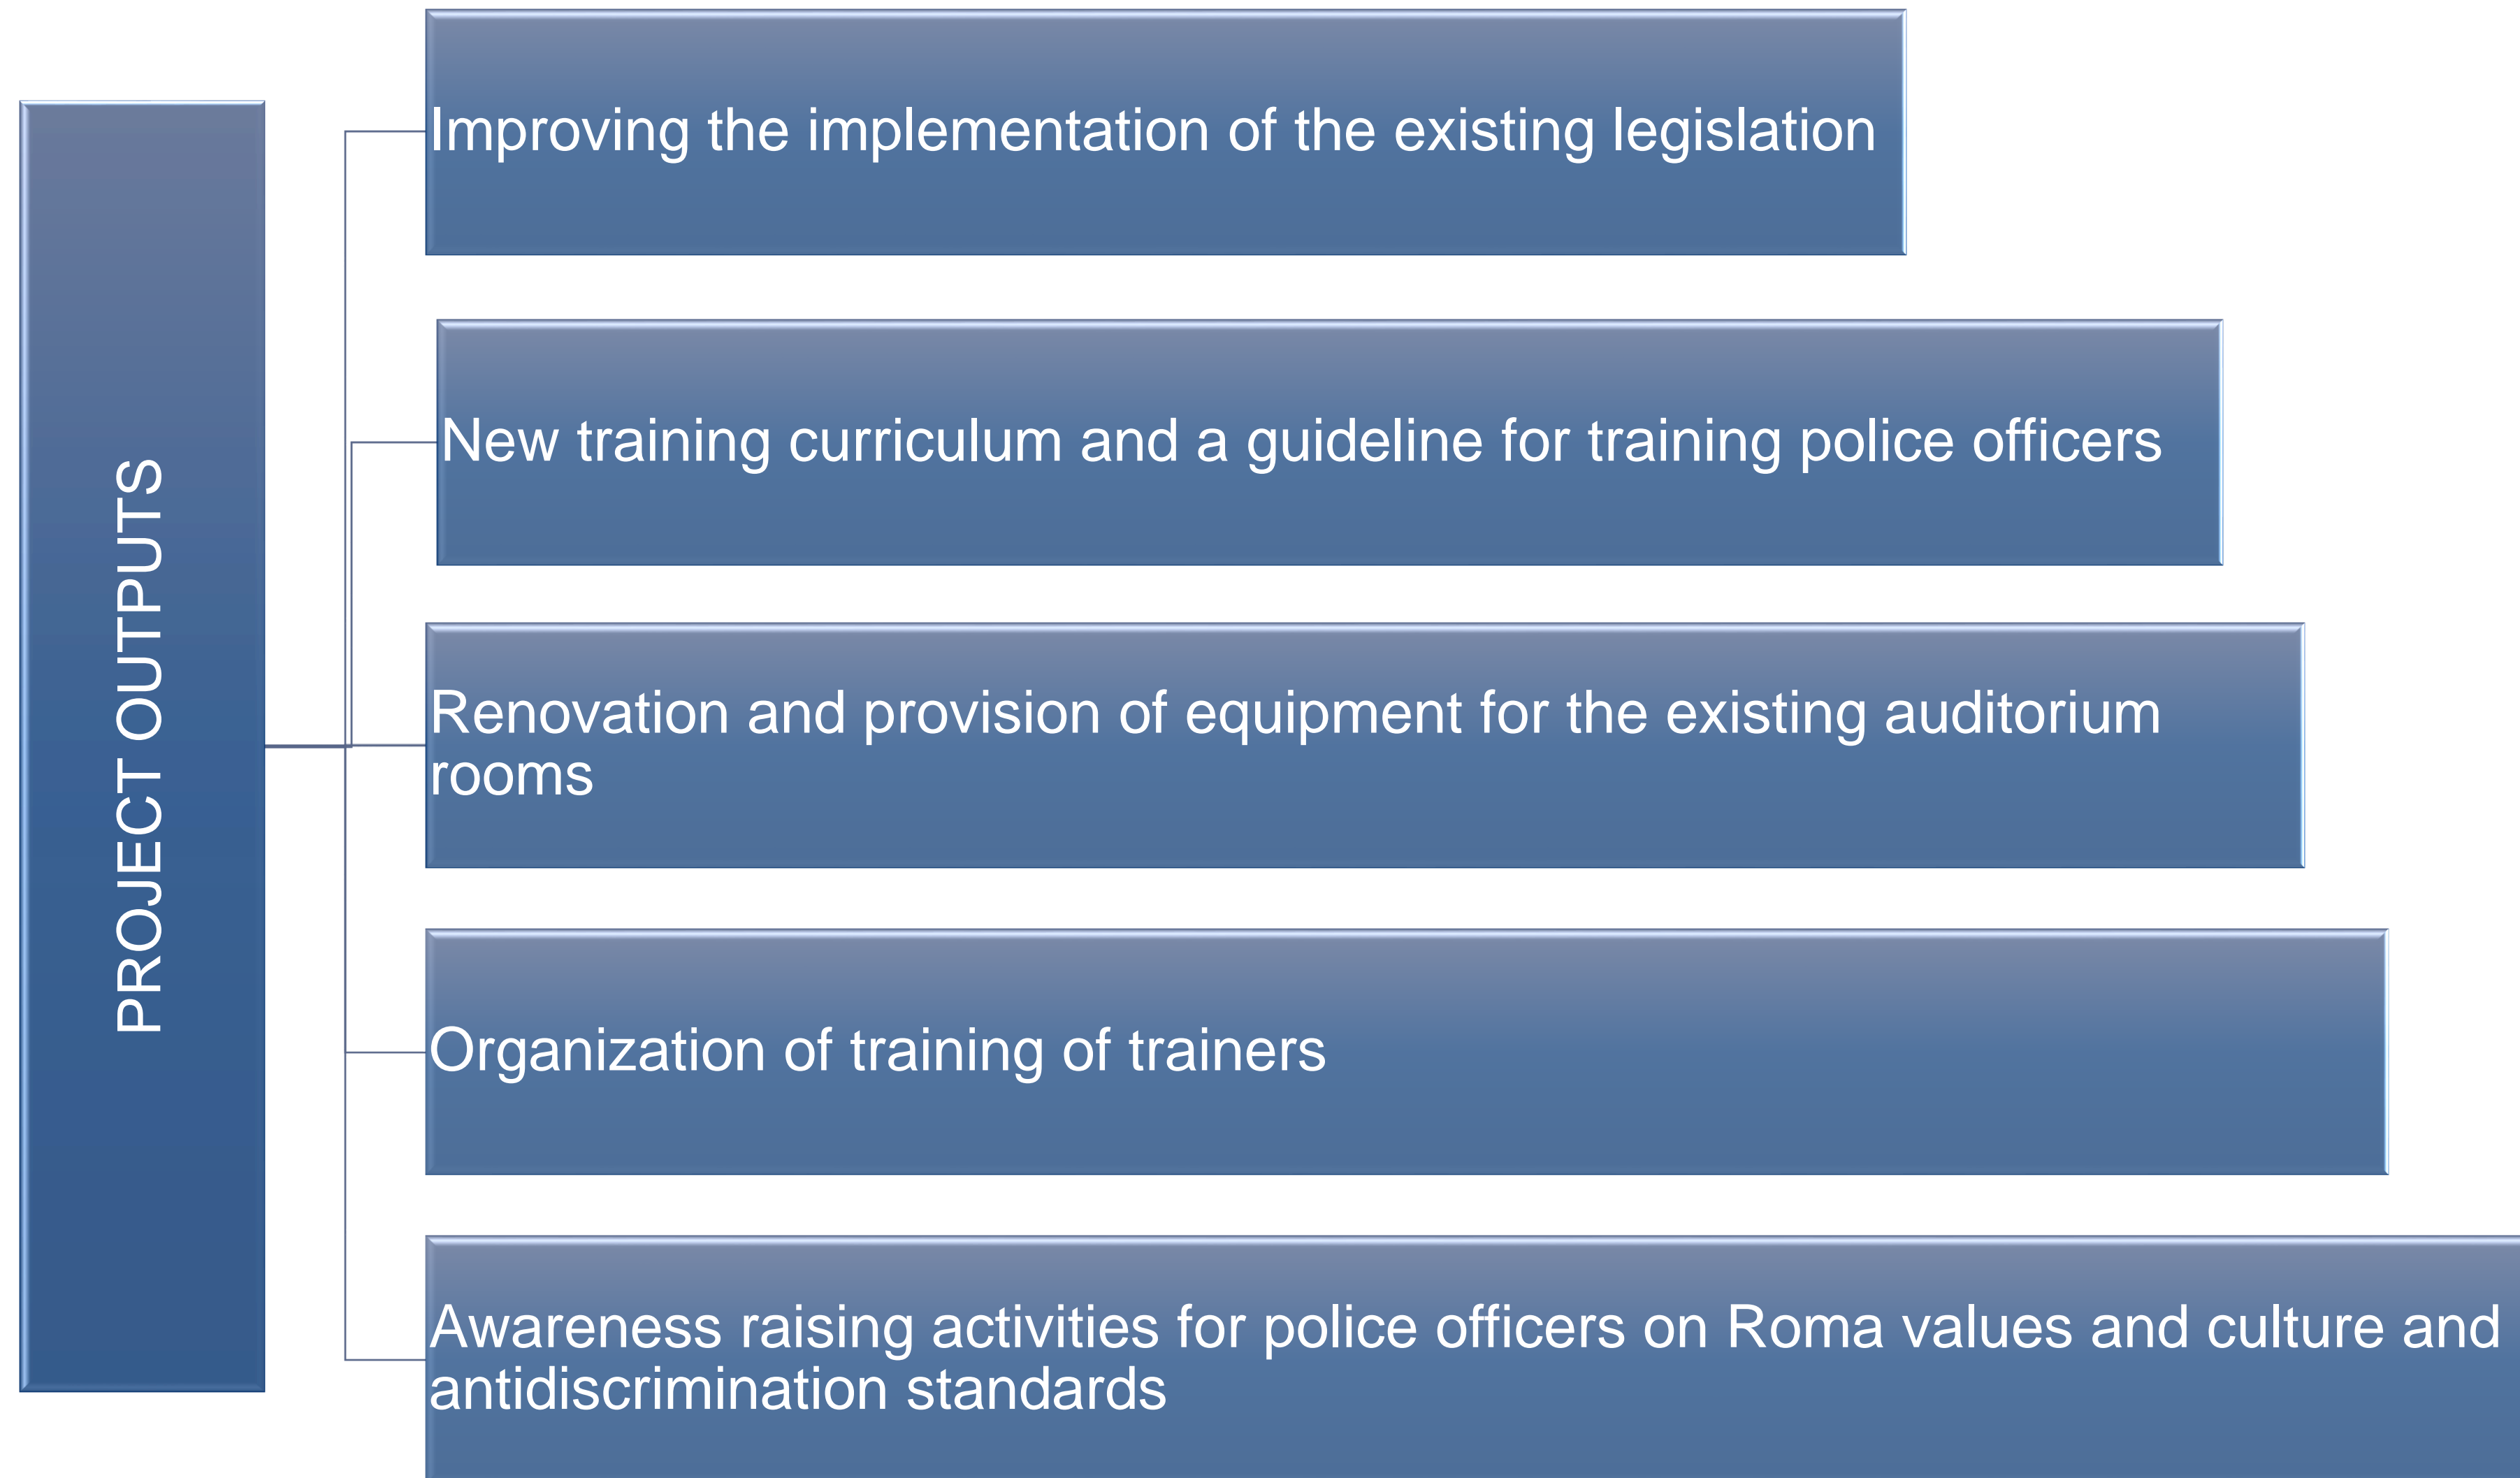 PROJECT OUTPUTS
Improving the implementation of the existing legislation
New training curriculum and a guideline for training police officers
Renovation and provision of equipment for the existing auditorium
rooms
Organization of training of trainers
Awareness raising activities for police officers on Roma values and culture and
antidiscrimination standards